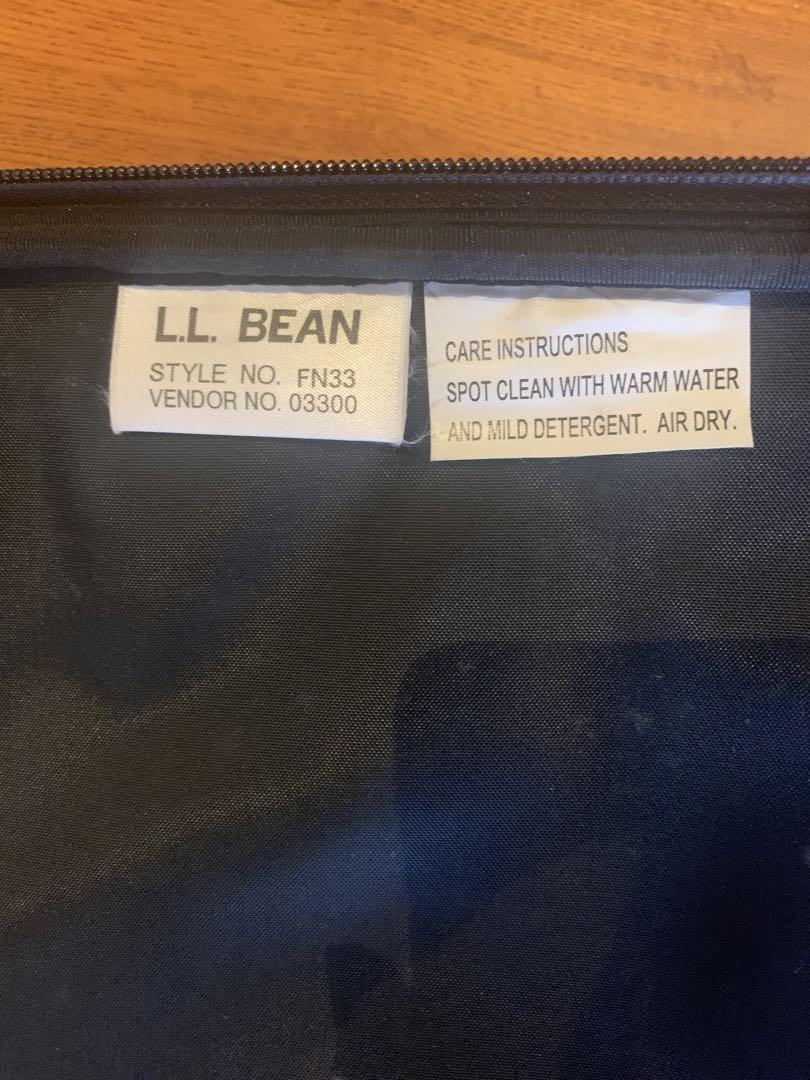 L.L. BEAN
STYLE NO. FN33
VENDOR NO. 03300
CARE INSTRUCTIONS
SPOT CLEAN WITH WARM WATER
AND MILD DETERGENT. AIR DRY.